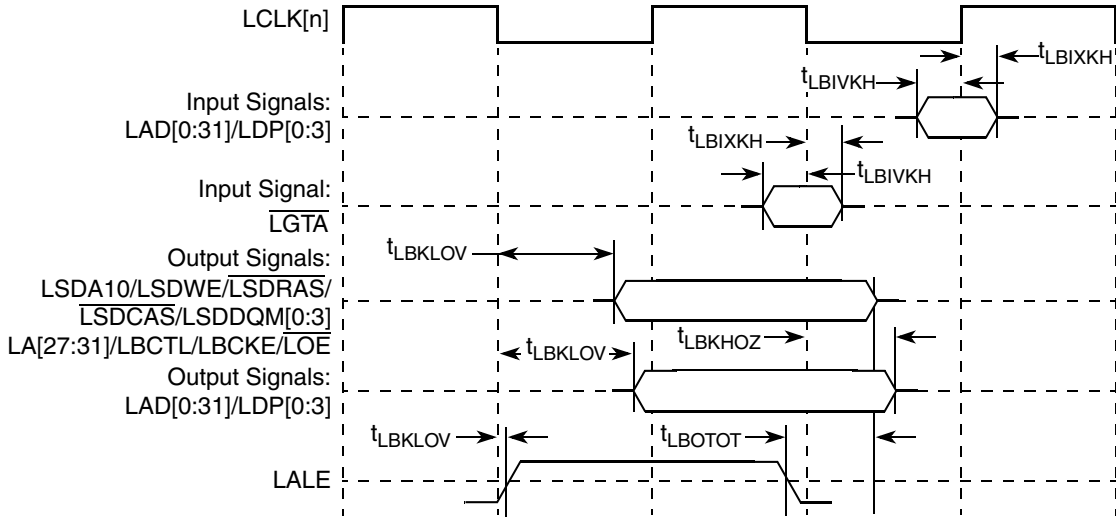 LCLK[n]
tLBIXKH
tLBIVKH
Input Signals:
LAD[0:31]/LDP[0:3]
tLBIXKH
tLBIVKH
Input Signal:
LGTA
tLBKLOV
Output Signals:
LSDA10/LSDWE/LSDRAS/
LSDCAS/LSDDQM[0:3]
LA[27:31]/LBCTL/LBCKE/LOE
tLBKHOZ
tLBKLOV
Output Signals:
LAD[0:31]/LDP[0:3]
tLBKLOV
tLBOTOT
LALE